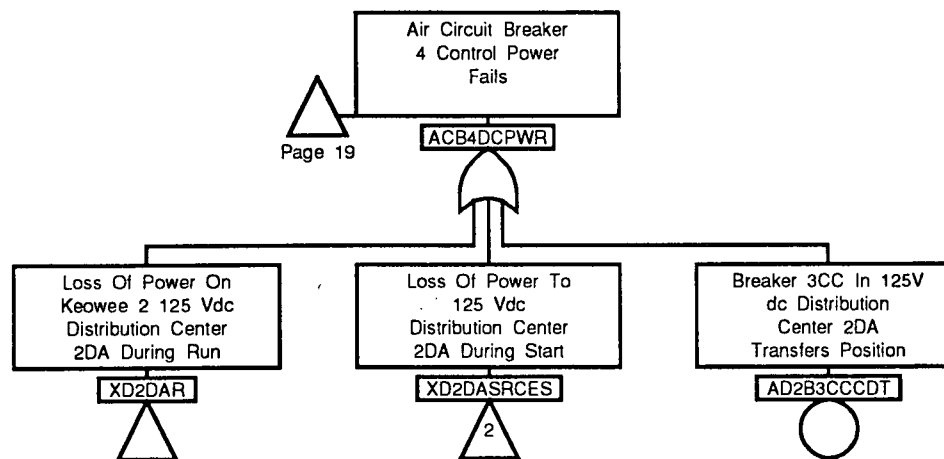 Air Circuit Breaker
4 Control Power
Fails
Page 19
ACB4DCPWR
Loss Of Power On
Keowee 2 125 Vdc
Distribution Center
2DA During Run
XD2DAR
Loss Of Power To
125 Vdc
Distribution Center
2DA During Start
XD2DASRCES
2
Breaker 3CC In 125V
dc Distribution
Center 2DA
Transfers Position
AD2B3CCCDT